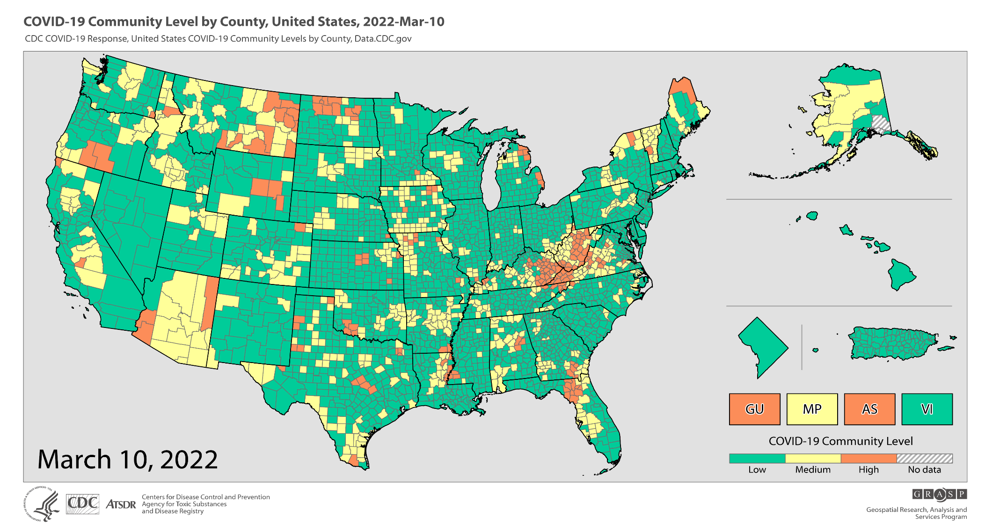 COVID-19 Community Level by County, United States, 2022-Mar-10
CDC COVID-19 Response, United States COVID-19 Community Levels by County, Data.CDC.gov
GU
MP
AS
VI
COVID-19 Community Level
Low
Medium
High
No data
March 10, 2022
CDC
ATSDR
Centers for Disease Control and Prevention
Agency for Toxic Substances
and Disease Registry
GRASP
Geospatial Research, Analysis and
Services Program